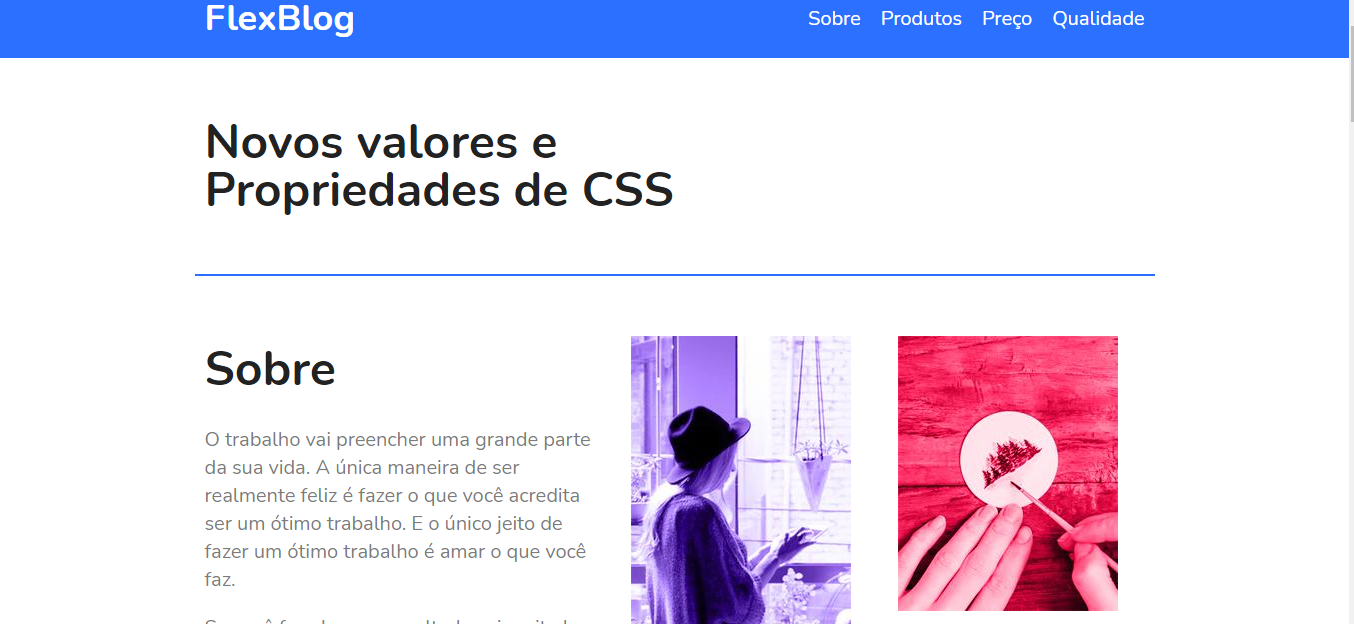 FlexBlog
Sobre Produtos Preço Qualidade
Novos valores e
Propriedades de CSS
Sobre
O trabalho vai preencher uma grande parte
da sua vida. A única maneira de ser
realmente feliz é fazer o que você acredita
ser um ótimo trabalho. E o único jeito de
fazer um ótimo trabalho é amar o que você
faz.